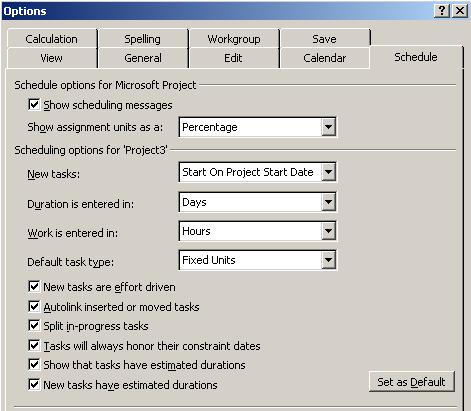 Options
Calculation Spelling Workgroup Save
View General Edit Calendar Schedule
Schedule options for Microsoft Project
Show scheduling messages
Show assignment units as a: Percentage
Scheduling options for 'Project3'
New tasks: Start On Project Start Date
Duration is entered in: Days
Work is entered in: Hours
Default task type: Fixed Units
New tasks are effort driven
Autolink inserted or moved tasks
Split in-progress tasks
Tasks will always honor their constraint dates
Show that tasks have estimated durations
New tasks have estimated durations
Set as Default